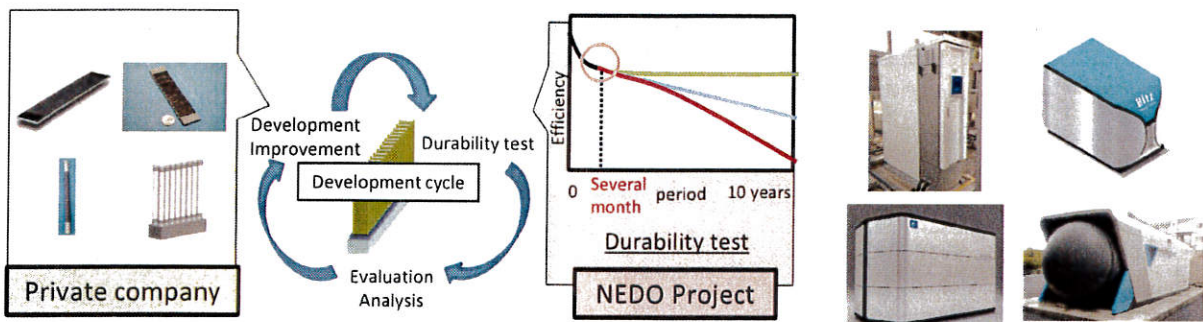 Private company
Development
Improvement
Durability test
Development cycle
Evaluation
Analysis
Efficiency
0
Several
month
period
10 years
Durability test
NEDO Project
Hitz